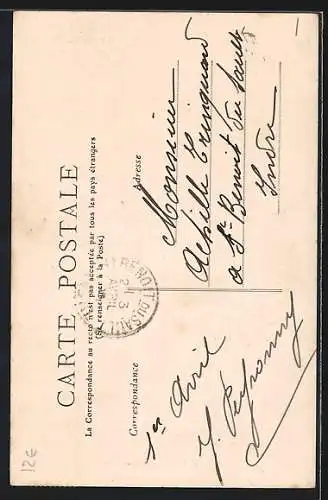 CARTE POSTALE
La Correspondance au recto n'est pas acceptée par tous les pays étrangers
(Se renseigner à la Poste)
Correspondance
Adresse
1er Avril
Monsieur
Achille
à St Benoit du Sault
Indre
12€